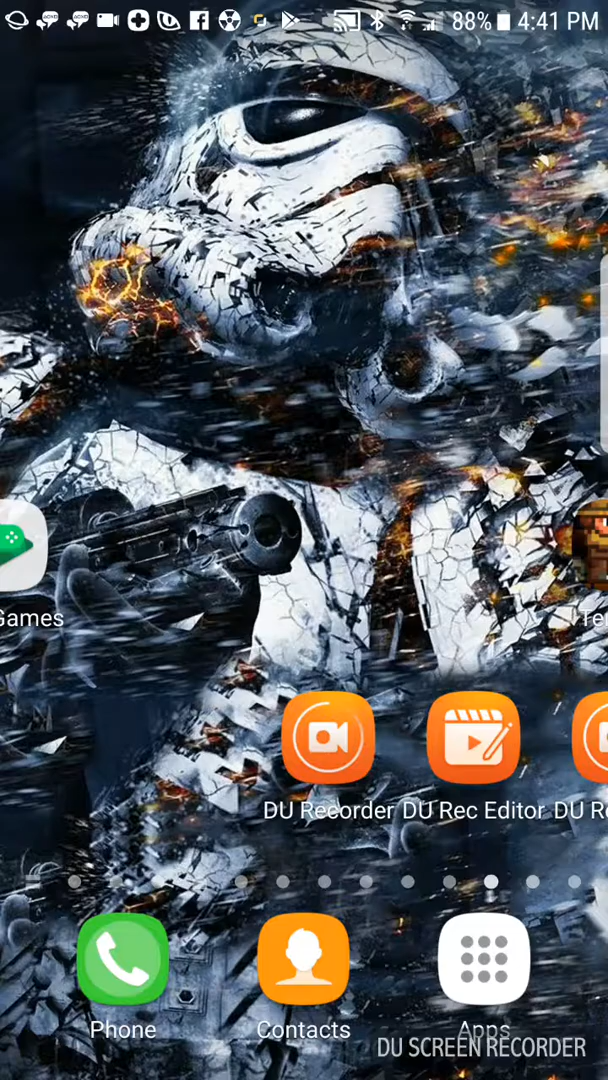 88% 4:41 PM
Games
DU Recorder DU Rec Editor
Phone Contacts Apps
DU SCREEN RECORDER